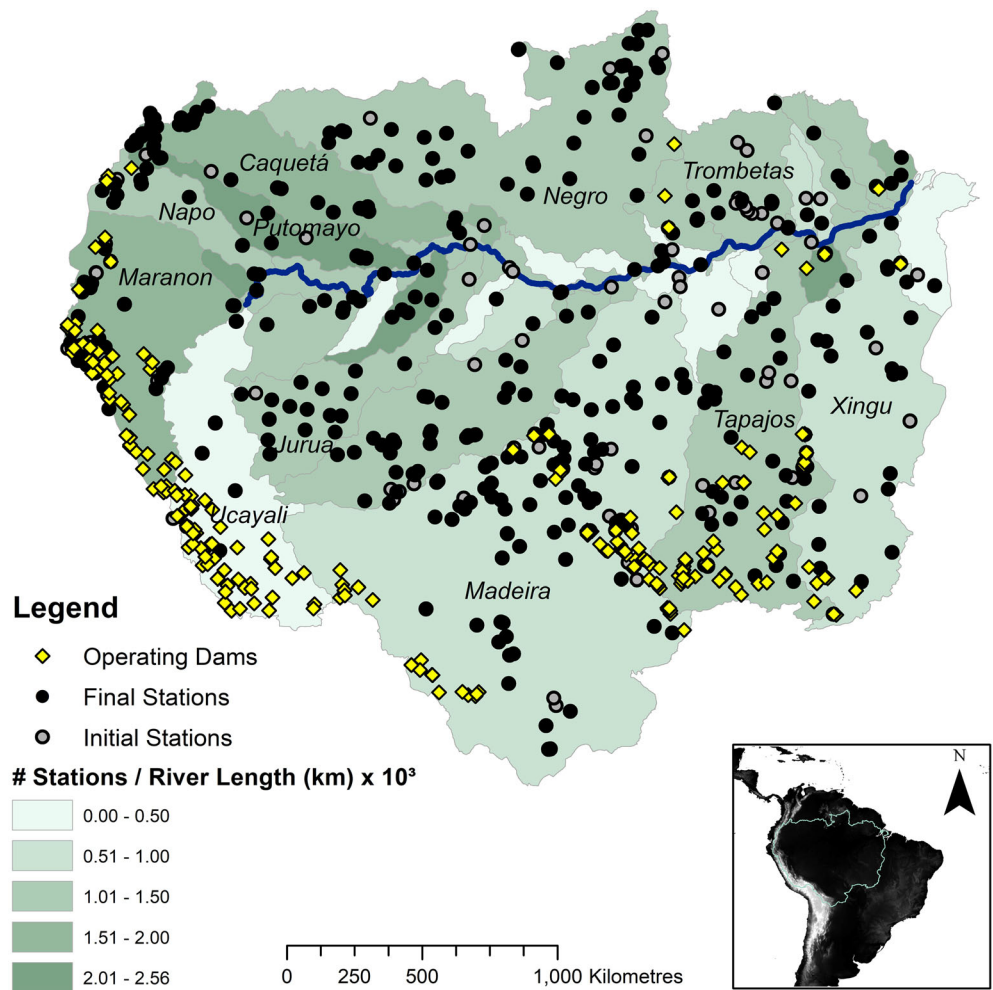 Caquetá
Trombetas
Negro
Napo
Putomayo
Maranon
Xingu
Tapajos
Jurua
Ucayali
Madeira
Legend
Operating Dams
Final Stations
Initial Stations
# Stations / River Length (km) x 10³
0.00 - 0.50
0.51 - 1.00
1.01 - 1.50
1.51 - 2.00
2.01 - 2.56
0 250 500 1,000 Kilometres
N